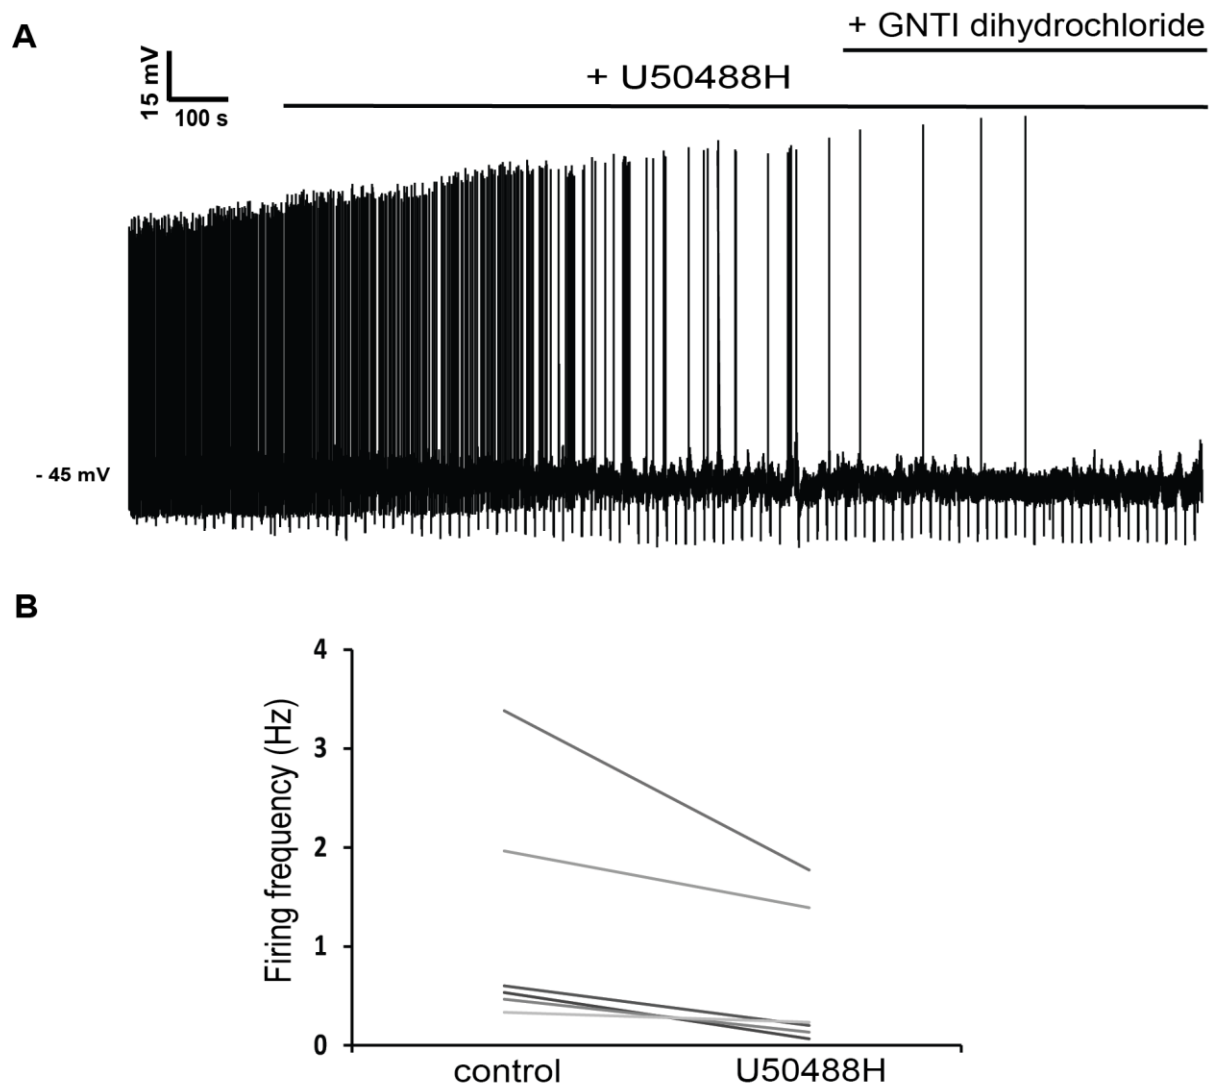 A
+ GNTI dihydrochloride
+ U50488H
15 mV
100 s
- 45 mV
B
Firing frequency (Hz)
4
3
2
1
0
control
U50488H